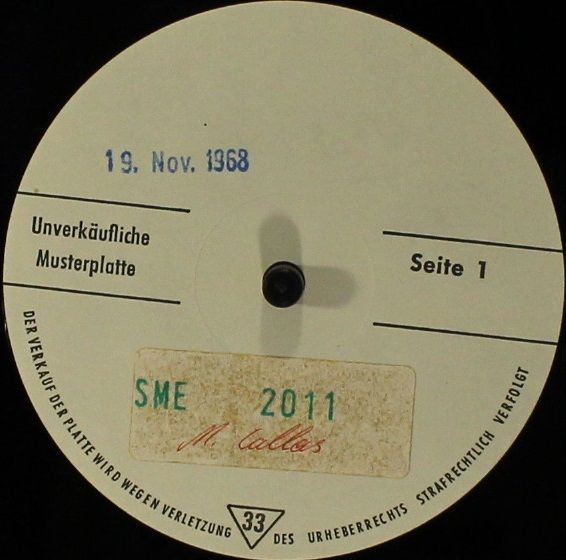 19. Nov. 1968
Unverkäufliche
Musterplatte
Seite 1
SME 2011
M. Callas
DER VERKAUF DER PLATTE WIRD WEGEN VERLETZUNG DES URHEBERRECHTS STRAFRECHTLICH VERFOLGT
33